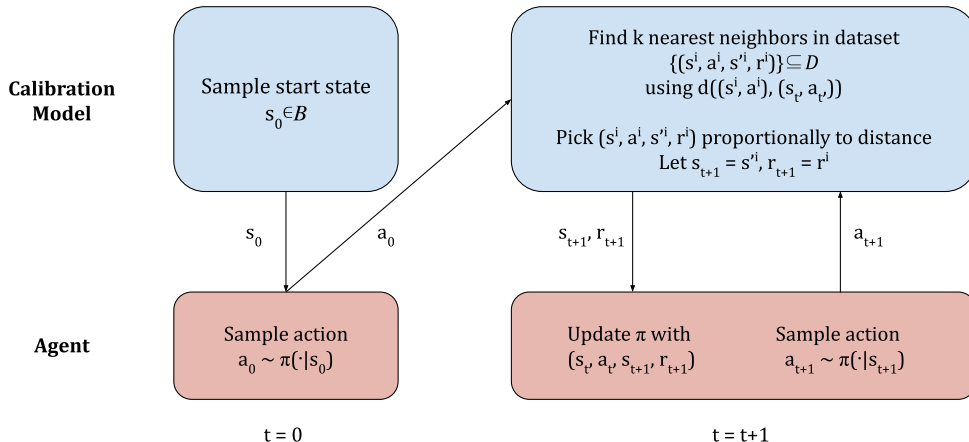 Calibration
Model
Sample start state
s₀∈B
Find k nearest neighbors in dataset
{(sⁱ, aⁱ, s'ⁱ, rⁱ)}⊆D
using d((sⁱ, aⁱ), (sₜ, aₜ,))
Pick (sⁱ, aⁱ, s'ⁱ, rⁱ) proportionally to distance
Let sₜ₊₁ = s'ⁱ, rₜ₊₁ = rⁱ
s₀
a₀
sₜ₊₁, rₜ₊₁
aₜ₊₁
Agent
Sample action
a₀ ~ π(·|s₀)
Update π with
(sₜ, aₜ, sₜ₊₁, rₜ₊₁)
Sample action
aₜ₊₁ ~ π(·|sₜ₊₁)
t = 0
t = t+1